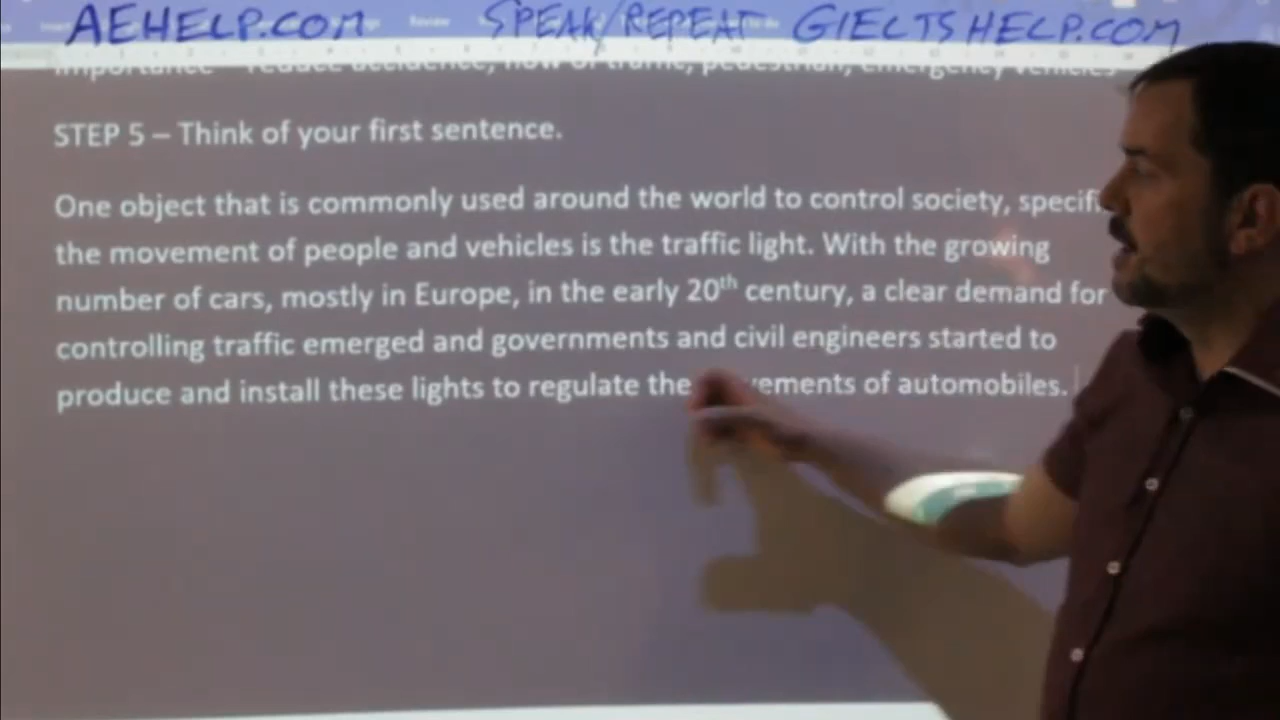 AEHELP.COM SPEAK/REPEAT GIELTSHELP.COM
Review
importance – reduce accidence, flow of traffic, pedestrian, emergency vehicles
STEP 5 – Think of your first sentence.
One object that is commonly used around the world to control society,
the movement of people and vehicles is the traffic light. With the growing
number of cars, mostly in Europe, in the early 20th century, a clear demand for
controlling traffic emerged and governments and civil engineers started to
produce and install these lights to regulate the of automobiles.